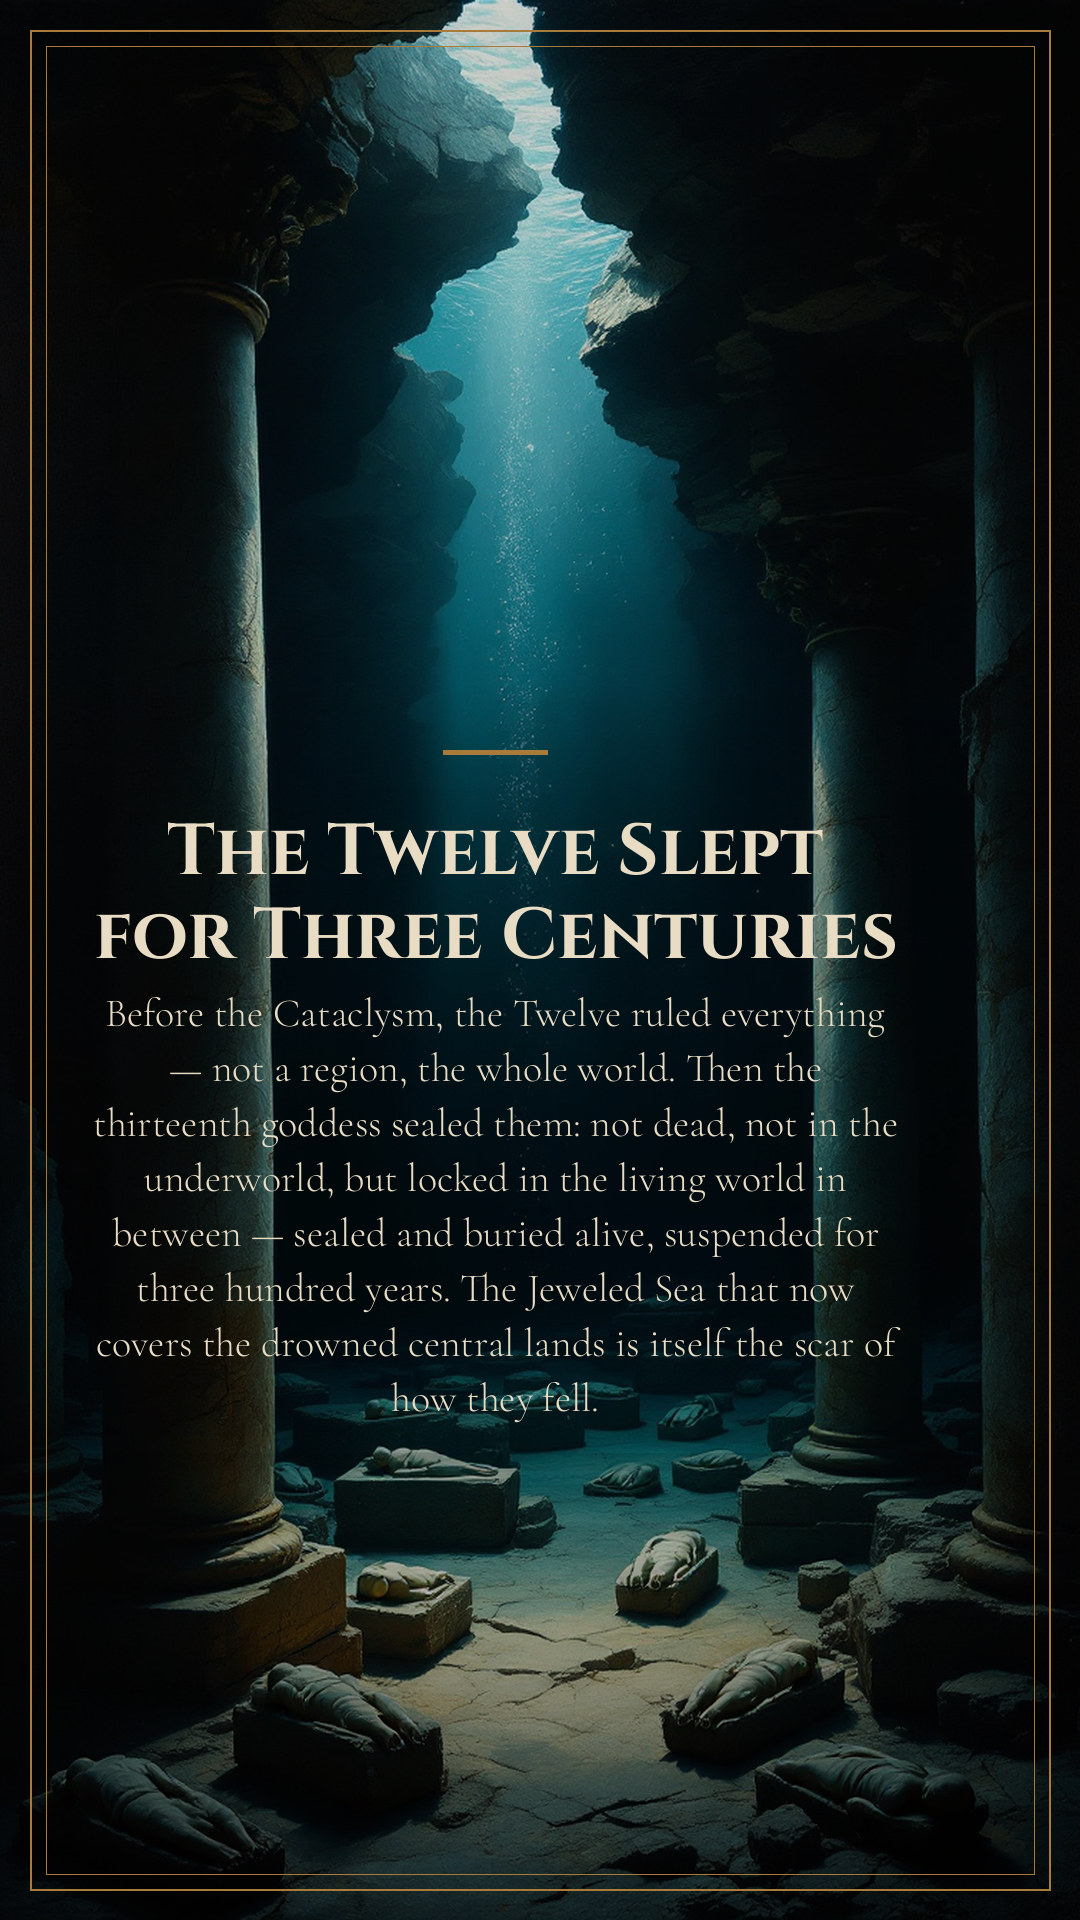 The Twelve Slept
for Three Centuries
Before the Cataclysm, the Twelve ruled everything
— not a region, the whole world. Then the
thirteenth goddess sealed them: not dead, not in the
underworld, but locked in the living world in
between — sealed and buried alive, suspended for
three hundred years. The Jeweled Sea that now
covers the drowned central lands is itself the scar of
how they fell.